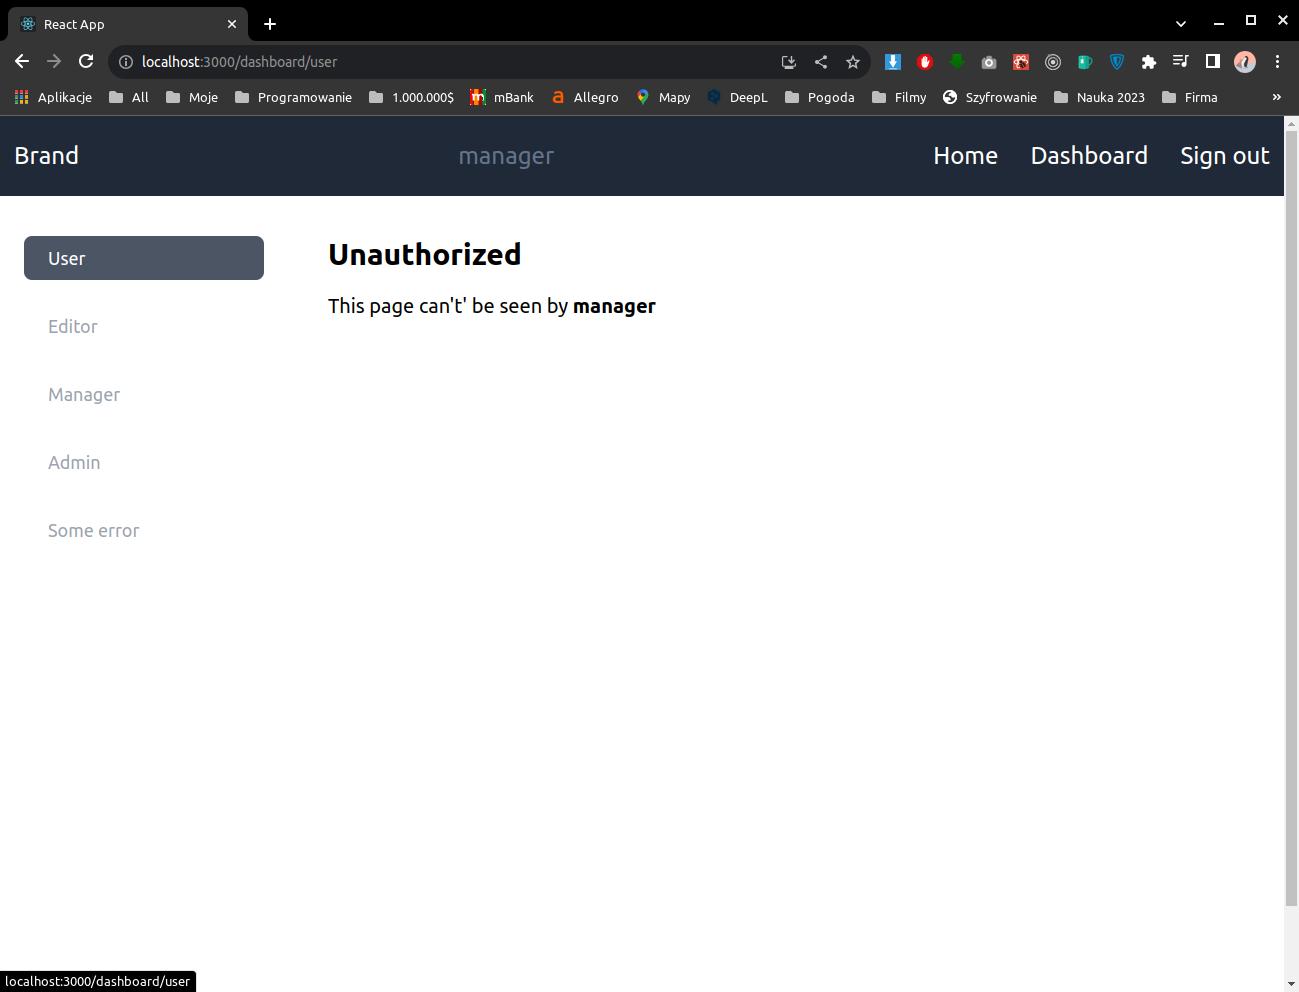 React App
localhost:3000/dashboard/user
Aplikacje All Moje Programowanie 1.000.000$ mBank Allegro Mapy DeepL Pogoda Filmy Szyfrowanie Nauka 2023 Firma »
Brand manager Home Dashboard Sign out
User
Unauthorized
This page can't' be seen by manager
Editor
Manager
Admin
Some error
localhost:3000/dashboard/user